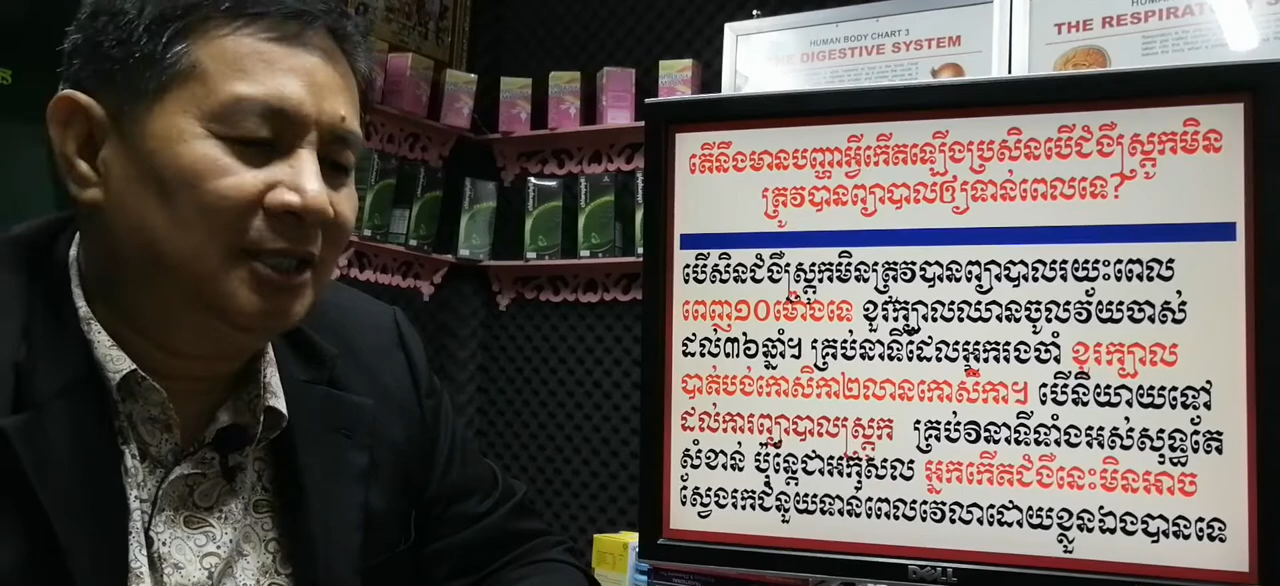 HUMAN BODY CHART 3
THE DIGESTIVE SYSTEM
THE RESPIRATORY
តើនឹងមានបញ្ហាអ្វីកើតឡើងប្រសិនបើជំងឺស្ត្រូកមិន
ត្រូវបានព្យាបាលឲ្យទាន់ពេលទេ?
បើសិនជំងឺស្ត្រូកមិនត្រូវបានព្យាបាលរយៈពេល
ពេញ១០ម៉ោងទេ ខួរក្បាលឈានចូលវ័យចាស់
ដល់៣៦ឆ្នាំ។ គ្រប់នាទីដែលអ្នករងចាំ ខួរក្បាល
បាត់បង់កោសិកា២លានកោសិកា។ បើនិយាយទៅ
ដល់ការព្យាបាលស្ត្រូក គ្រប់វិនាទីទាំងអស់សុទ្ធតែ
សំខាន់ ប៉ុន្តែជាអកុសល អ្នកកើតជំងឺនេះមិនអាច
ស្វែងរកជំនួយទាន់ពេលវេលាដោយខ្លួនឯងបានទេ
DELL